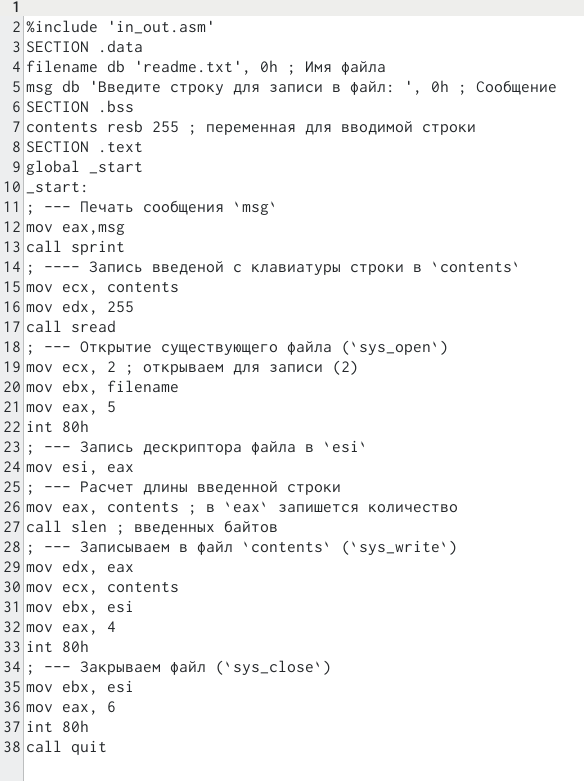 1
2 %include 'in_out.asm'
3 SECTION .data
4 filename db 'readme.txt', 0h ; Имя файла
5 msg db 'Введите строку для записи в файл: ', 0h ; Сообщение
6 SECTION .bss
7 contents resb 255 ; переменная для вводимой строки
8 SECTION .text
9 global _start
10 _start:
11 ; --- Печать сообщения `msg`
12 mov eax,msg
13 call sprint
14 ; ---- Запись введеной с клавиатуры строки в `contents`
15 mov ecx, contents
16 mov edx, 255
17 call sread
18 ; --- Открытие существующего файла (`sys_open`)
19 mov ecx, 2 ; открываем для записи (2)
20 mov ebx, filename
21 mov eax, 5
22 int 80h
23 ; --- Запись дескриптора файла в `esi`
24 mov esi, eax
25 ; --- Расчет длины введенной строки
26 mov eax, contents ; в `eax` запишется количество
27 call slen ; введенных байтов
28 ; --- Записываем в файл `contents` (`sys_write`)
29 mov edx, eax
30 mov ecx, contents
31 mov ebx, esi
32 mov eax, 4
33 int 80h
34 ; --- Закрываем файл (`sys_close`)
35 mov ebx, esi
36 mov eax, 6
37 int 80h
38 call quit